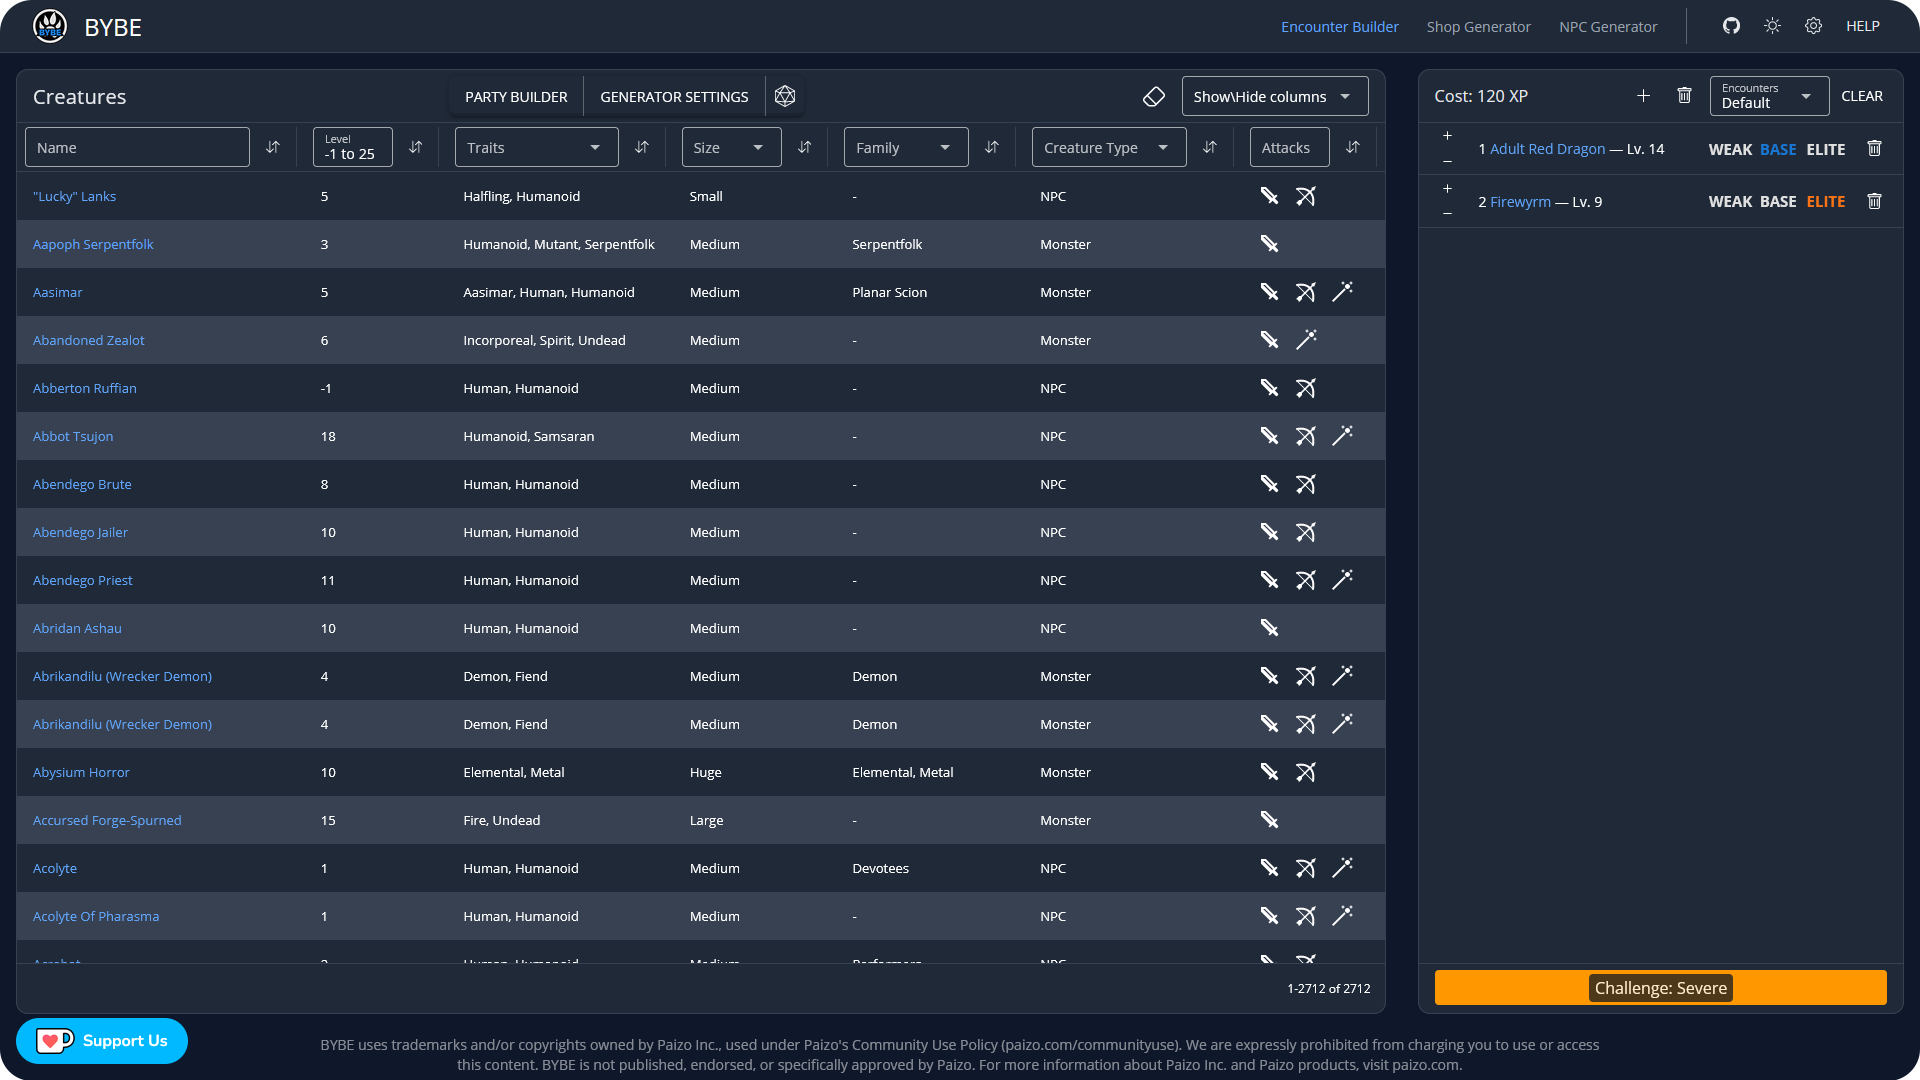 BYBE
Encounter Builder Shop Generator NPC Generator HELP
Creatures PARTY BUILDER GENERATOR SETTINGS Show\Hide columns
Name Level -1 to 25 Traits Size Family Creature Type Attacks
"Lucky" Lanks 5 Halfling, Humanoid Small - NPC
Aapoph Serpentfolk 3 Humanoid, Mutant, Serpentfolk Medium Serpentfolk Monster
Aasimar 5 Aasimar, Human, Humanoid Medium Planar Scion Monster
Abandoned Zealot 6 Incorporeal, Spirit, Undead Medium - Monster
Abberton Ruffian -1 Human, Humanoid Medium - NPC
Abbot Tsujon 18 Humanoid, Samsaran Medium - NPC
Abendego Brute 8 Human, Humanoid Medium - NPC
Abendego Jailer 10 Human, Humanoid Medium - NPC
Abendego Priest 11 Human, Humanoid Medium - NPC
Abridan Ashau 10 Human, Humanoid Medium - NPC
Abrikandilu (Wrecker Demon) 4 Demon, Fiend Medium Demon Monster
Abrikandilu (Wrecker Demon) 4 Demon, Fiend Medium Demon Monster
Abysium Horror 10 Elemental, Metal Huge Elemental, Metal Monster
Accursed Forge-Spurned 15 Fire, Undead Large - Monster
Acolyte 1 Human, Humanoid Medium Devotees NPC
Acolyte Of Pharasma 1 Human, Humanoid Medium - NPC
1-2712 of 2712
Cost: 120 XP + Encounters Default CLEAR
+ − 1 Adult Red Dragon — Lv. 14 WEAK BASE ELITE
+ − 2 Firewyrm — Lv. 9 WEAK BASE ELITE
Challenge: Severe
Support Us
BYBE uses trademarks and/or copyrights owned by Paizo Inc., used under Paizo's Community Use Policy (paizo.com/communityuse). We are expressly prohibited from charging you to use or access
this content. BYBE is not published, endorsed, or specifically approved by Paizo. For more information about Paizo Inc. and Paizo products, visit paizo.com.